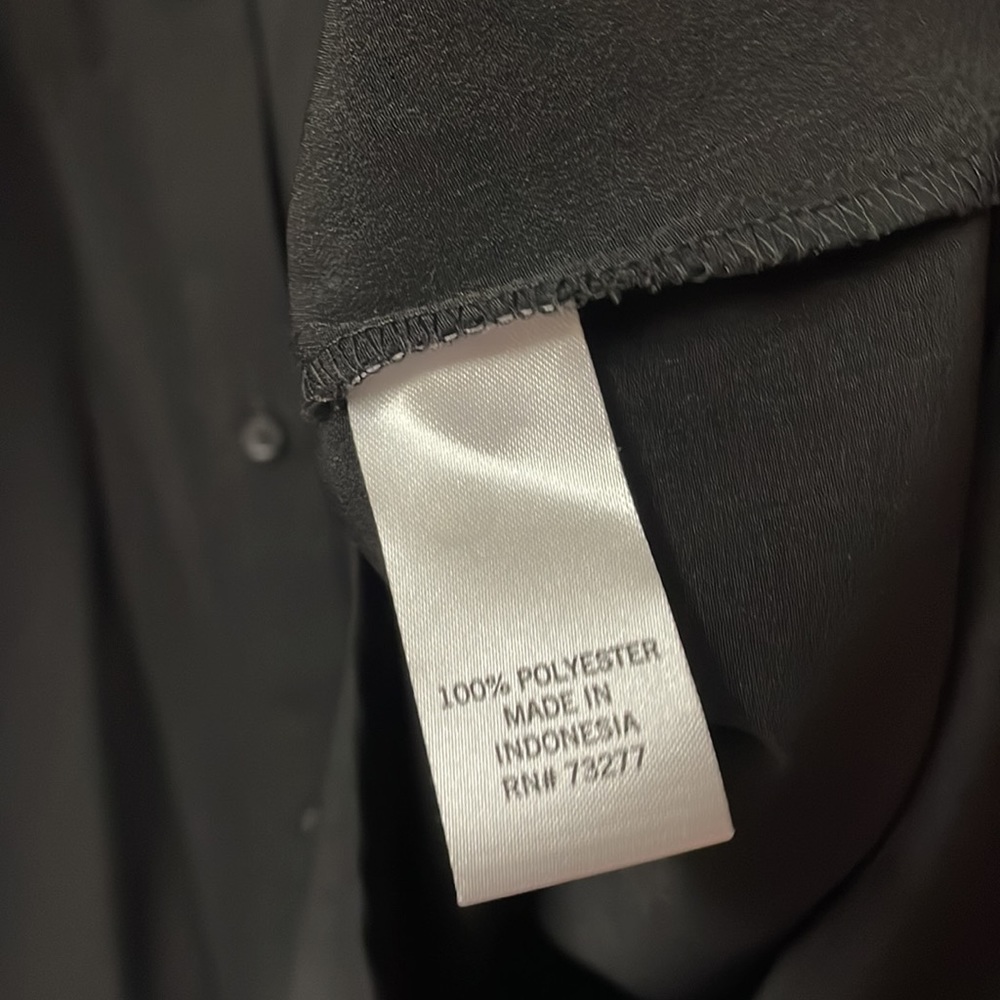 100% POLYESTER
MADE IN
INDONESIA
RN# 73277